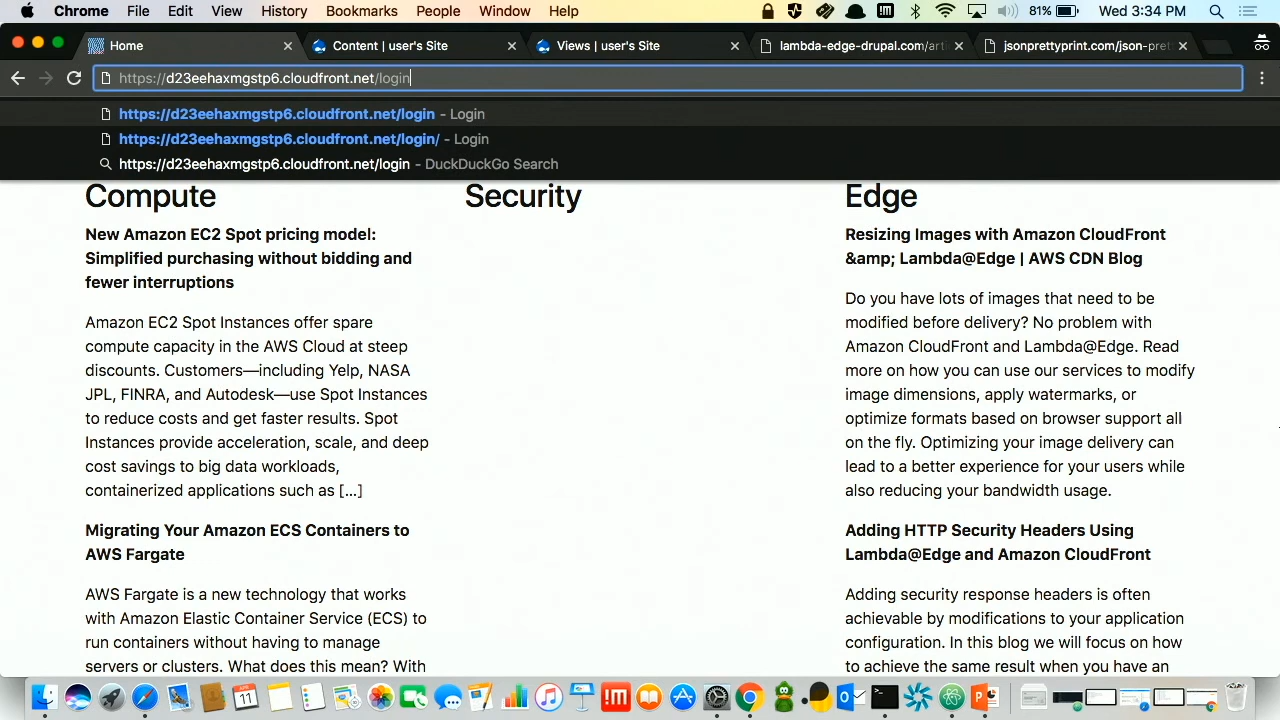 Chrome File Edit View History Bookmarks People Window Help 81% Wed 3:34 PM
Home Content | user's Site Views | user's Site lambda-edge-drupal.com/arti jsonprettyprint.com/json-pret
https://d23eehaxmgstp6.cloudfront.net/login
https://d23eehaxmgstp6.cloudfront.net/login - Login
https://d23eehaxmgstp6.cloudfront.net/login/ - Login
https://d23eehaxmgstp6.cloudfront.net/login - DuckDuckGo Search
Compute
New Amazon EC2 Spot pricing model:
Simplified purchasing without bidding and
fewer interruptions
Amazon EC2 Spot Instances offer spare
compute capacity in the AWS Cloud at steep
discounts. Customers—including Yelp, NASA
JPL, FINRA, and Autodesk—use Spot Instances
to reduce costs and get faster results. Spot
Instances provide acceleration, scale, and deep
cost savings to big data workloads,
containerized applications such as [...]
Migrating Your Amazon ECS Containers to
AWS Fargate
AWS Fargate is a new technology that works
with Amazon Elastic Container Service (ECS) to
run containers without having to manage
servers or clusters. What does this mean? With
Security
Edge
Resizing Images with Amazon CloudFront
&amp; Lambda@Edge | AWS CDN Blog
Do you have lots of images that need to be
modified before delivery? No problem with
Amazon CloudFront and Lambda@Edge. Read
more on how you can use our services to modify
image dimensions, apply watermarks, or
optimize formats based on browser support all
on the fly. Optimizing your image delivery can
lead to a better experience for your users while
also reducing your bandwidth usage.
Adding HTTP Security Headers Using
Lambda@Edge and Amazon CloudFront
Adding security response headers is often
achievable by modifications to your application
configuration. In this blog we will focus on how
to achieve the same result when you have an